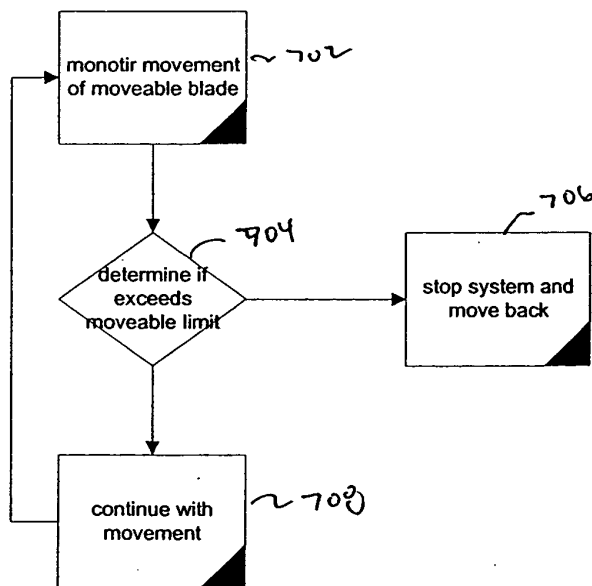 monotir movement
of moveable blade
702
704
determine if
exceeds
moveable limit
706
stop system and
move back
continue with
movement
708